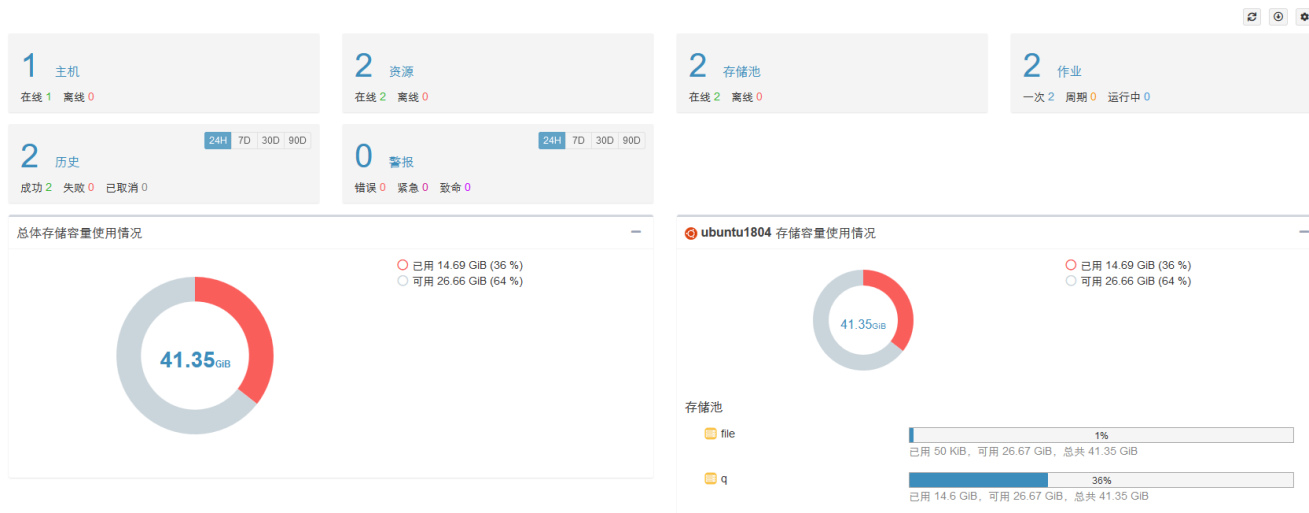 1 主机
在线 1 离线 0
2 资源
在线 2 离线 0
2 存储池
在线 2 离线 0
2 作业
一次 2 周期 0 运行中 0
24H 7D 30D 90D
2 历史
成功 2 失败 0 已取消 0
24H 7D 30D 90D
0 警报
错误 0 紧急 0 致命 0
总体存储容量使用情况
已用 14.69 GiB (36 %)
可用 26.66 GiB (64 %)
41.35GiB
ubuntu1804 存储容量使用情况
已用 14.69 GiB (36 %)
可用 26.66 GiB (64 %)
41.35GiB
存储池
file
1%
已用 50 KiB，可用 26.67 GiB，总共 41.35 GiB
q
36%
已用 14.6 GiB，可用 26.67 GiB，总共 41.35 GiB